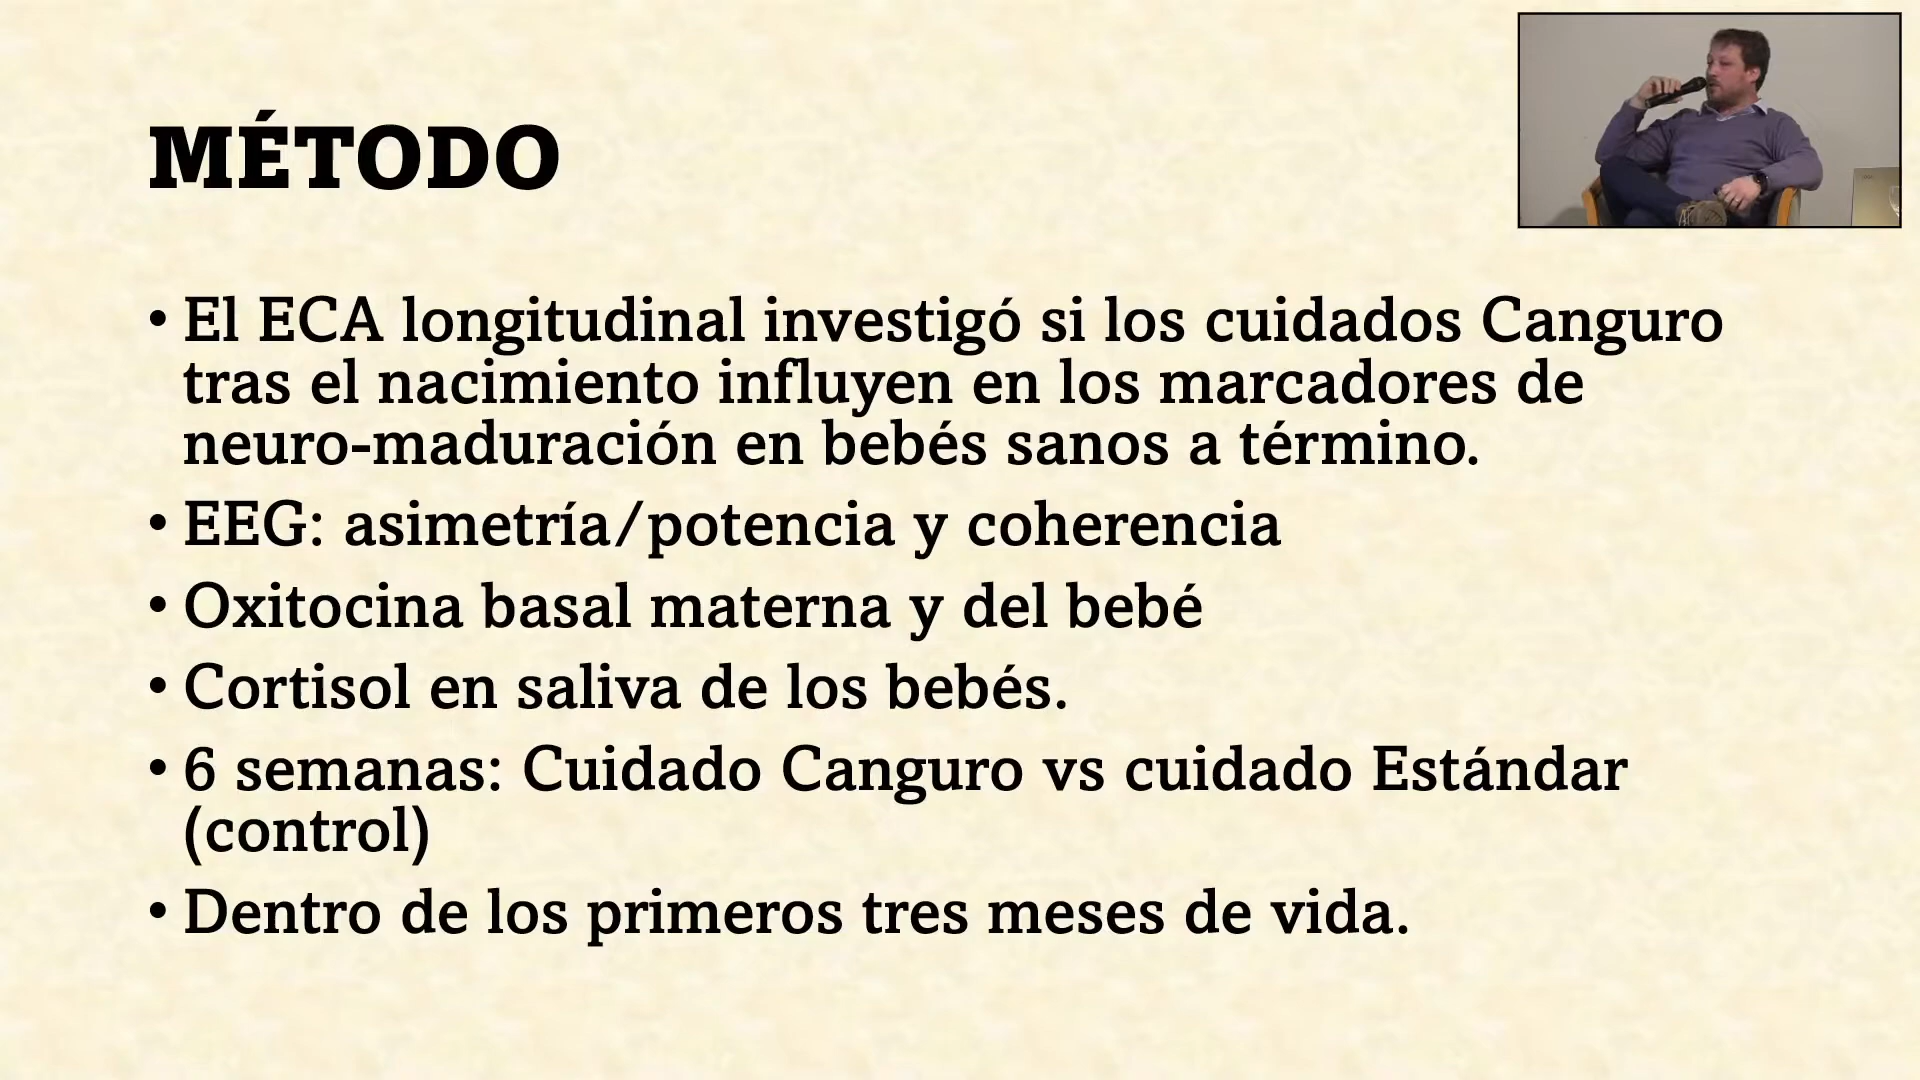 MÉTODO
• El ECA longitudinal investigó si los cuidados Canguro
tras el nacimiento influyen en los marcadores de
neuro-maduración en bebés sanos a término.
• EEG: asimetría/potencia y coherencia
• Oxitocina basal materna y del bebé
• Cortisol en saliva de los bebés.
• 6 semanas: Cuidado Canguro vs cuidado Estándar
(control)
• Dentro de los primeros tres meses de vida.